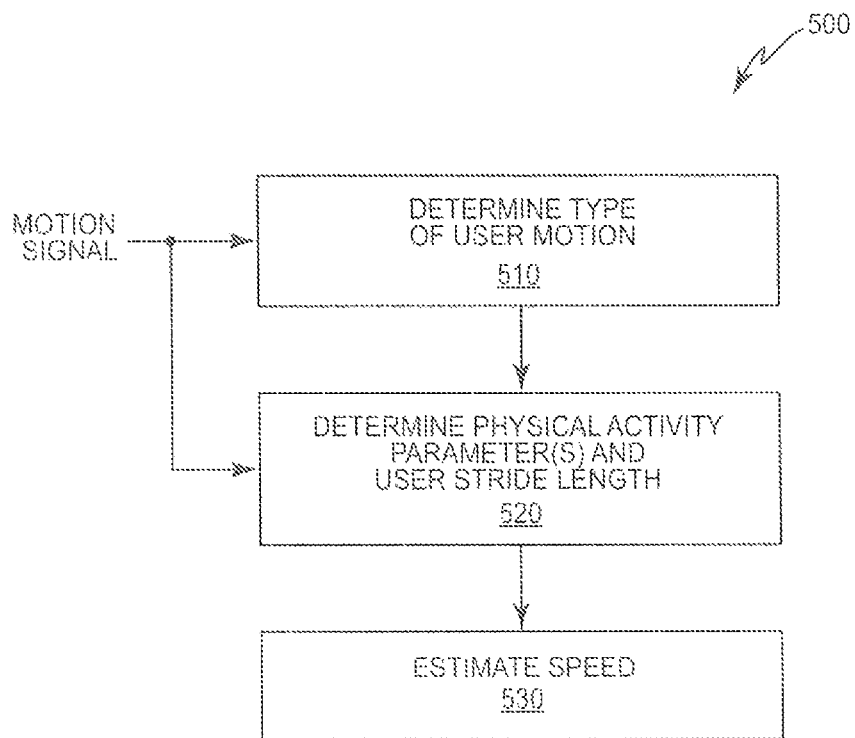 500
DETERMINE TYPE
OF USER MOTION
510
MOTION
SIGNAL
DETERMINE PHYSICAL ACTIVITY
PARAMETER(S) AND
USER STRIDE LENGTH
520
ESTIMATE SPEED
530